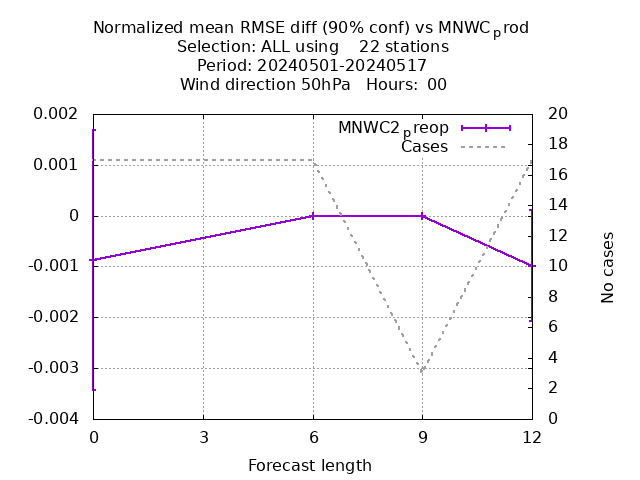 Normalized mean RMSE diff (90% conf) vs MNWCprod
Selection: ALL using    22 stations
Period: 20240501-20240517
Wind direction 50hPa   Hours:  00
0.002
0.001
0
-0.001
-0.002
-0.003
-0.004
MNWC2preop
Cases
20
18
16
14
12
10
8
6
4
2
0
No cases
0 3 6 9 12
Forecast length